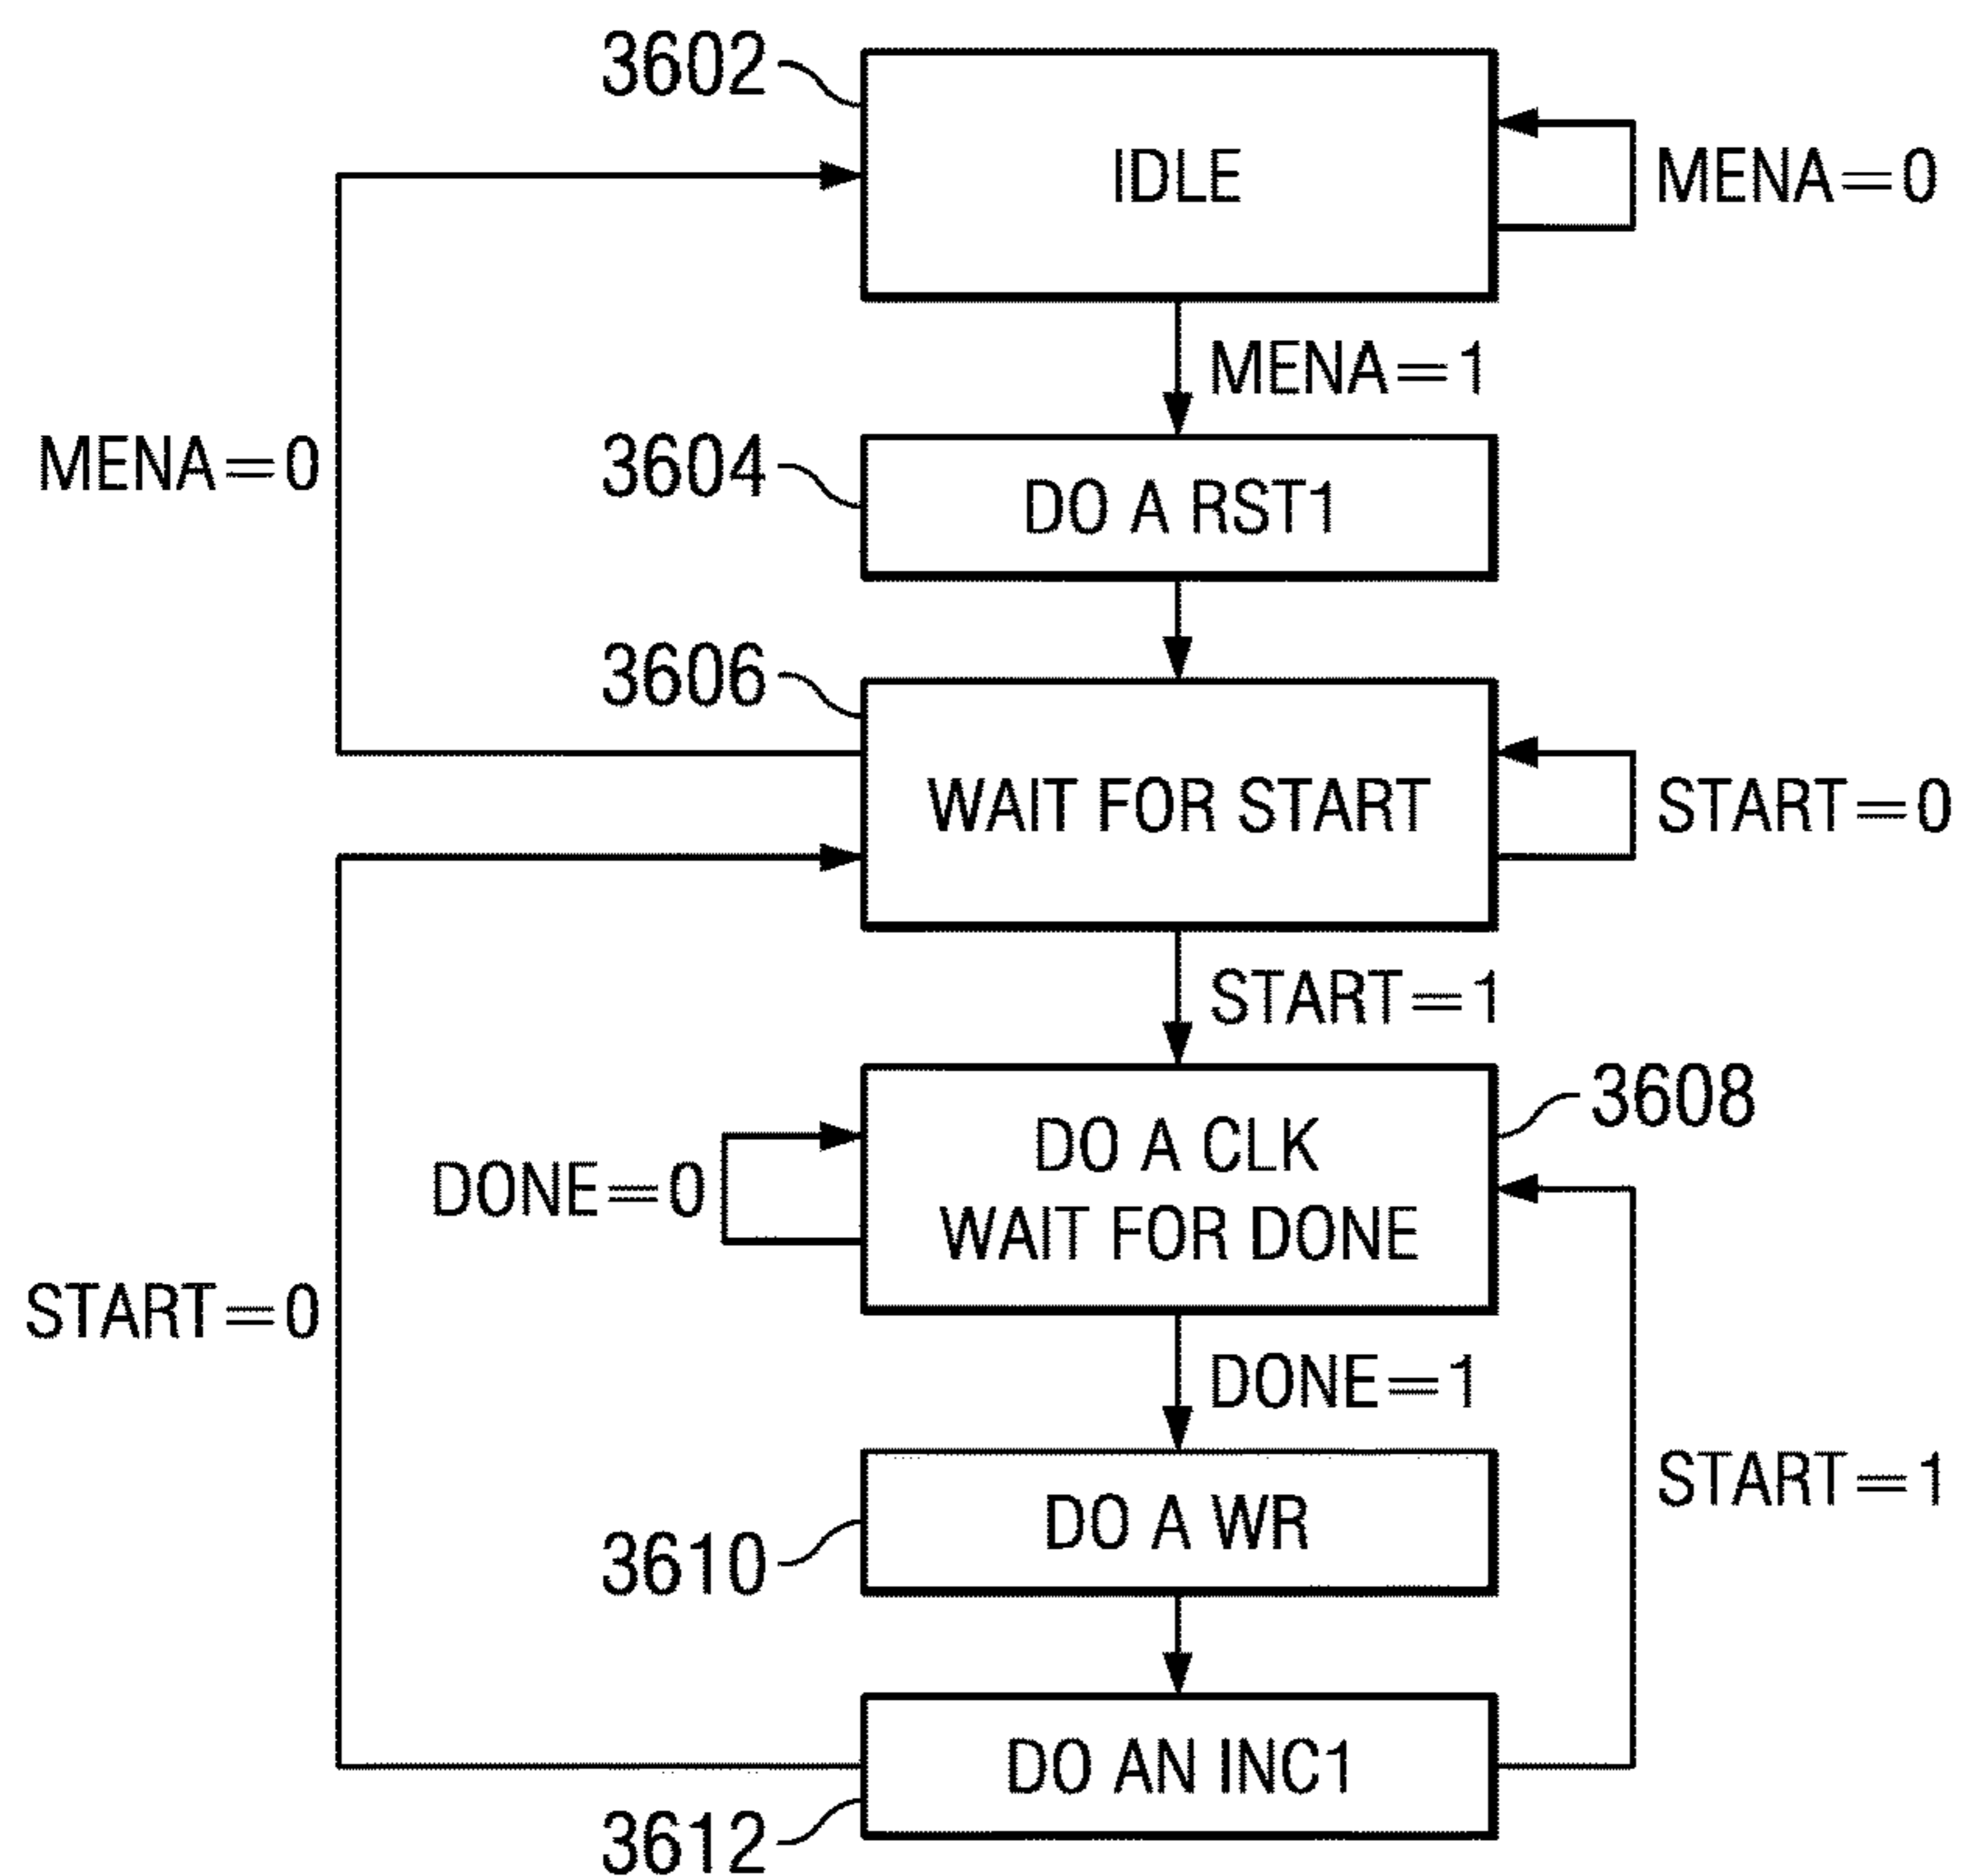 3602
IDLE
MENA=0
MENA=1
MENA=0
3604
DO A RST1
3606
WAIT FOR START
START=0
START=1
3608
DO A CLK
WAIT FOR DONE
DONE=0
START=0
DONE=1
START=1
DO A WR
3610
DO AN INC1
3612